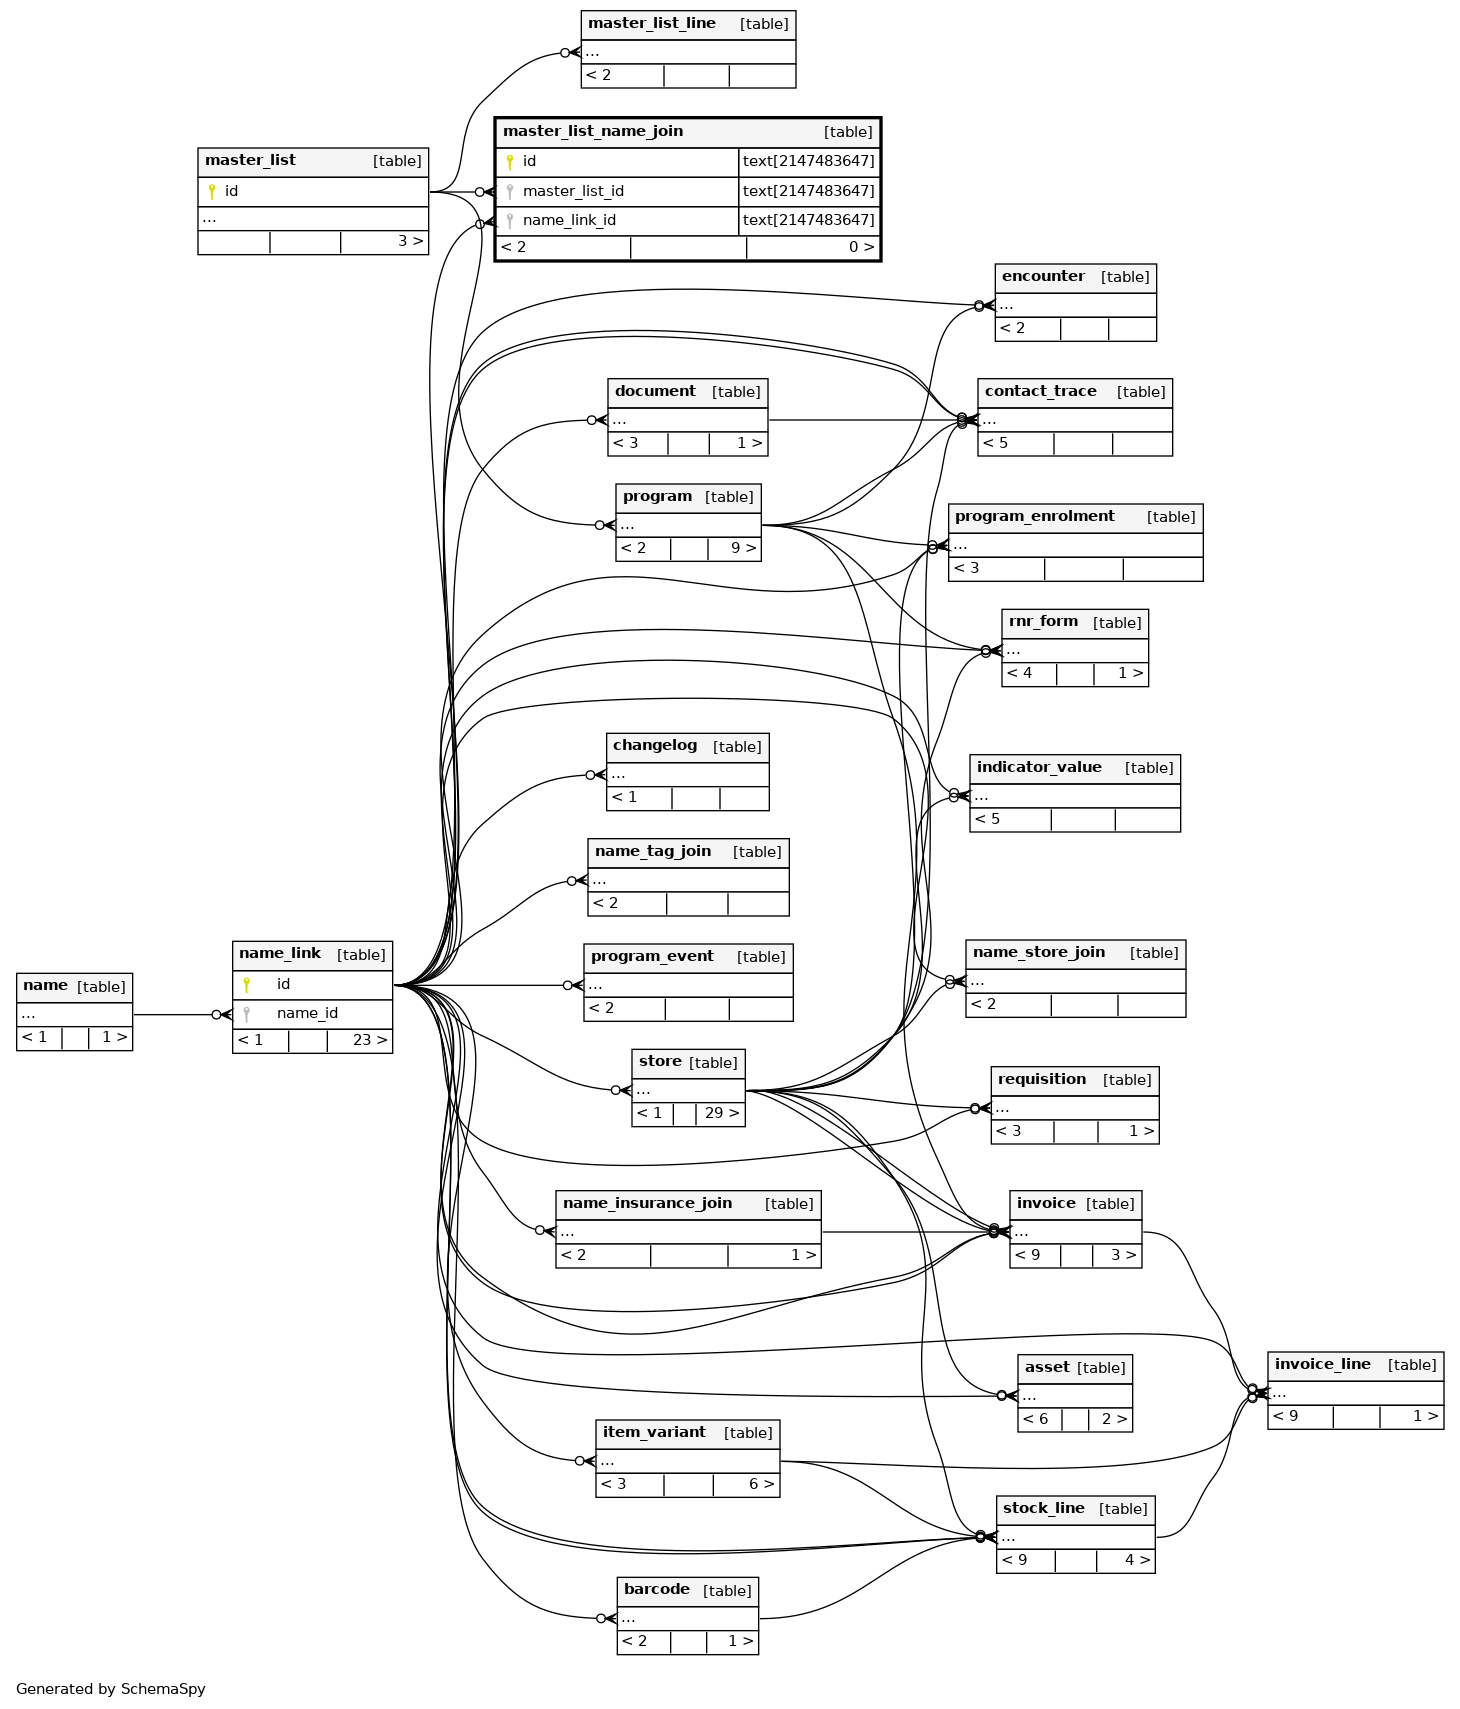 master_list_line [table]
...
< 2
master_list_name_join [table]
id text[2147483647]
master_list_id text[2147483647]
name_link_id text[2147483647]
< 2 0 >
master_list [table]
id
...
3 >
encounter [table]
...
< 2
document [table]
...
< 3 1 >
contact_trace [table]
...
< 5
program [table]
...
< 2 9 >
program_enrolment [table]
...
< 3
rnr_form [table]
...
< 4 1 >
changelog [table]
...
< 1
indicator_value [table]
...
< 5
name_tag_join [table]
...
< 2
name [table]
...
< 1 1 >
name_link [table]
id
name_id
< 1 23 >
program_event [table]
...
< 2
name_store_join [table]
...
< 2
store [table]
...
< 1 29 >
requisition [table]
...
< 3 1 >
name_insurance_join [table]
...
< 2 1 >
invoice [table]
...
< 9 3 >
asset [table]
...
< 6 2 >
invoice_line [table]
...
< 9 1 >
item_variant [table]
...
< 3 6 >
stock_line [table]
...
< 9 4 >
barcode [table]
...
< 2 1 >
Generated by SchemaSpy